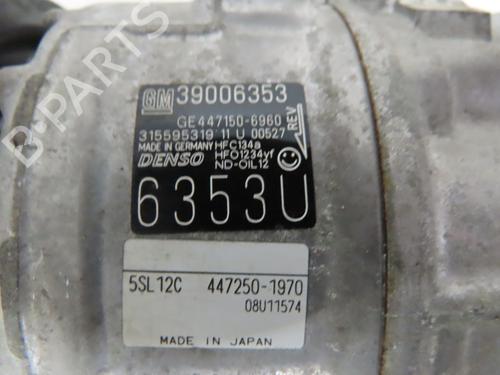 GM 39006353
GE447150-6960
315595319 11 U 00527
REV
MADE IN GERMANY HFC134a
DENSO HFO1234yf
ND-OIL12
6353U
5SL12C 447250-1970
08U11574
MADE IN JAPAN
B-PARTS